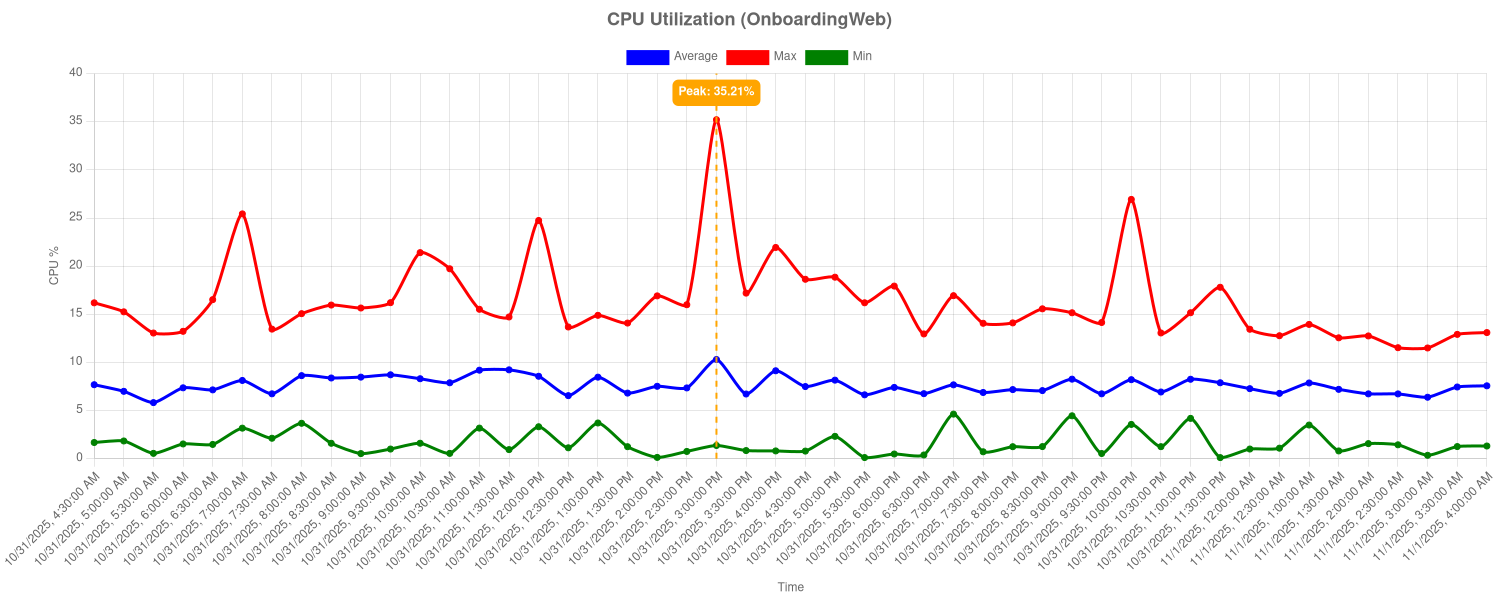 CPU Utilization (OnboardingWeb)
Average
Max
Min
Peak: 35.21%
40
35
30
25
20
15
10
5
0
CPU %
10/31/2025, 4:30:00 AM
10/31/2025, 5:00:00 AM
10/31/2025, 5:30:00 AM
10/31/2025, 6:00:00 AM
10/31/2025, 6:30:00 AM
10/31/2025, 7:00:00 AM
10/31/2025, 7:30:00 AM
10/31/2025, 8:00:00 AM
10/31/2025, 8:30:00 AM
10/31/2025, 9:00:00 AM
10/31/2025, 9:30:00 AM
10/31/2025, 10:00:00 AM
10/31/2025, 10:30:00 AM
10/31/2025, 11:00:00 AM
10/31/2025, 11:30:00 AM
10/31/2025, 12:00:00 PM
10/31/2025, 12:30:00 PM
10/31/2025, 1:00:00 PM
10/31/2025, 1:30:00 PM
10/31/2025, 2:00:00 PM
10/31/2025, 2:30:00 PM
10/31/2025, 3:00:00 PM
10/31/2025, 3:30:00 PM
10/31/2025, 4:00:00 PM
10/31/2025, 4:30:00 PM
10/31/2025, 5:00:00 PM
10/31/2025, 5:30:00 PM
10/31/2025, 6:00:00 PM
10/31/2025, 6:30:00 PM
10/31/2025, 7:00:00 PM
10/31/2025, 7:30:00 PM
10/31/2025, 8:00:00 PM
10/31/2025, 8:30:00 PM
10/31/2025, 9:00:00 PM
10/31/2025, 9:30:00 PM
10/31/2025, 10:00:00 PM
10/31/2025, 10:30:00 PM
10/31/2025, 11:00:00 PM
10/31/2025, 11:30:00 PM
11/1/2025, 12:00:00 AM
11/1/2025, 12:30:00 AM
11/1/2025, 1:00:00 AM
11/1/2025, 1:30:00 AM
11/1/2025, 2:00:00 AM
11/1/2025, 2:30:00 AM
11/1/2025, 3:00:00 AM
11/1/2025, 3:30:00 AM
11/1/2025, 4:00:00 AM
Time